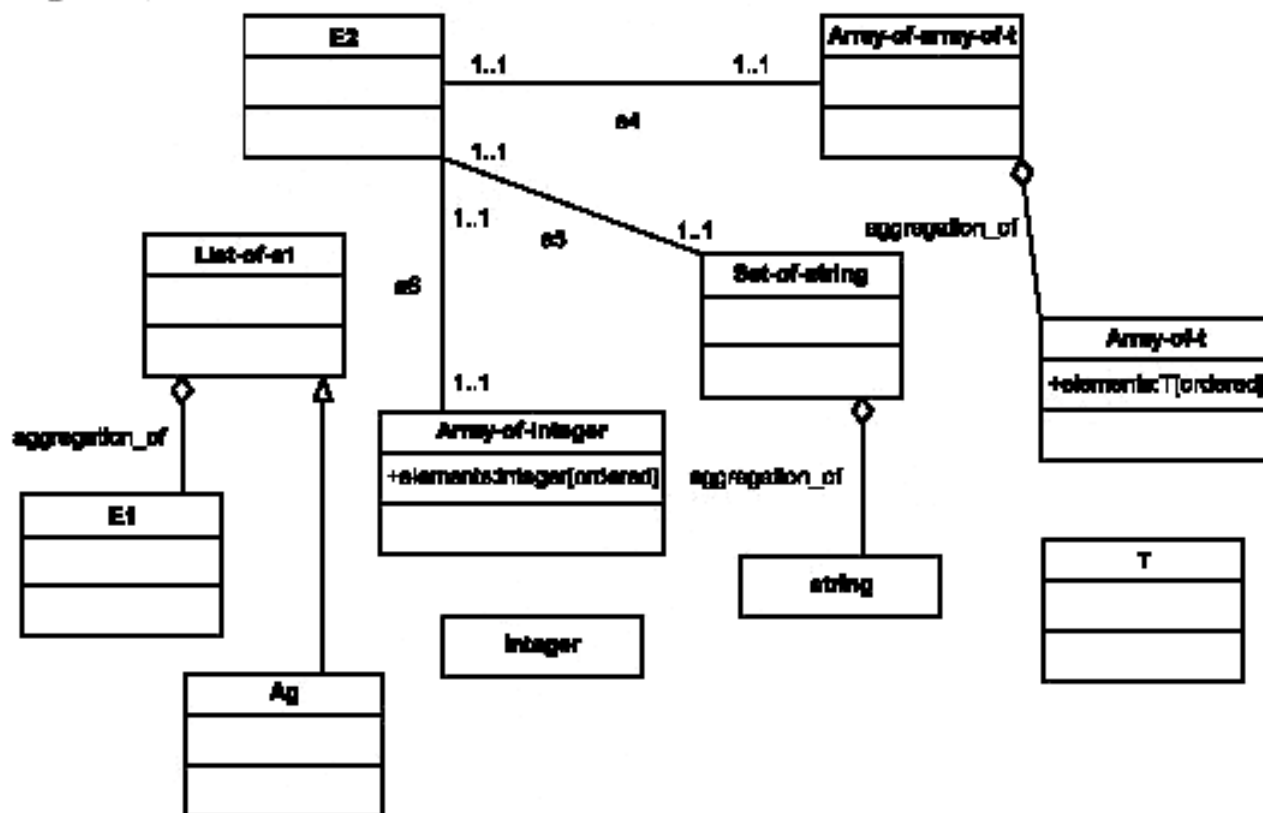 E2
Array-of-array-of-t
1..1
1..1
a4
1..1
1..1
a5
1..1
aggregation_of
List-of-e1
Set-of-string
a6
Array-of-t
+elements:T[ordered]
1..1
aggregation_of
Array-of-integer
+elements:Integer[ordered]
aggregation_of
E1
T
string
Integer
Ag